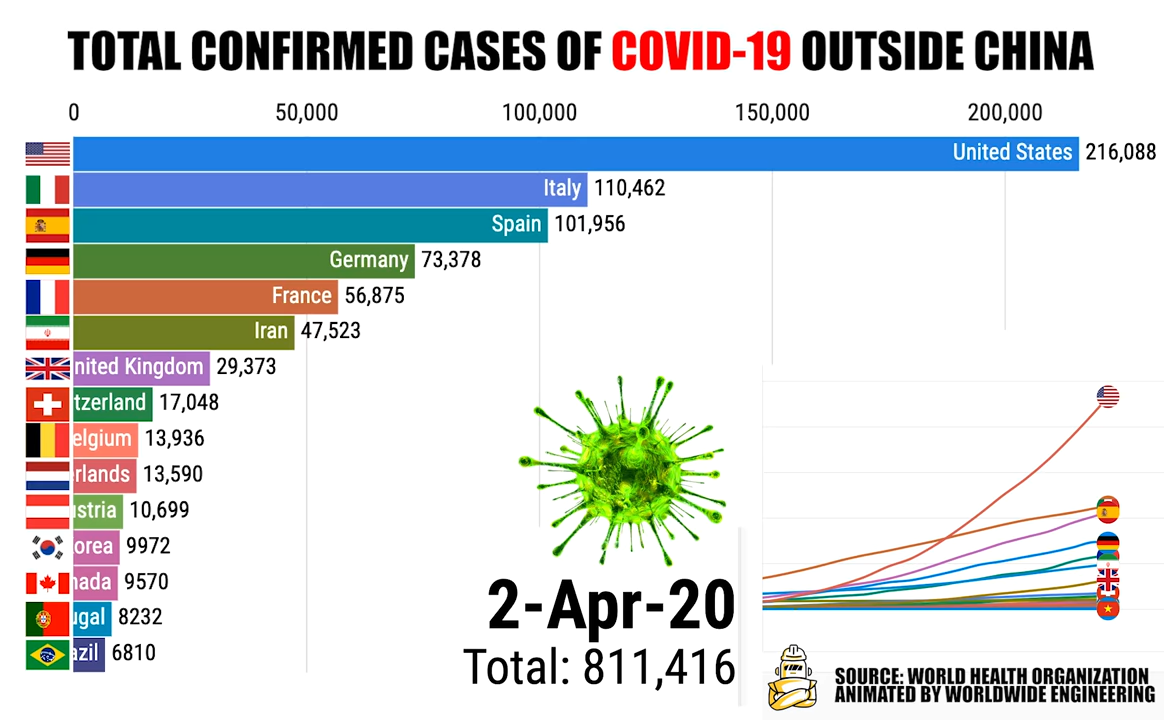 TOTAL CONFIRMED CASES OF COVID-19 OUTSIDE CHINA
0 50,000 100,000 150,000 200,000
United States 216,088
Italy 110,462
Spain 101,956
Germany 73,378
France 56,875
Iran 47,523
nited Kingdom 29,373
tzerland 17,048
elgium 13,936
rlands 13,590
ustria 10,699
orea 9972
nada 9570
ugal 8232
azil 6810
2-Apr-20
Total: 811,416
SOURCE: WORLD HEALTH ORGANIZATION
ANIMATED BY WORLDWIDE ENGINEERING